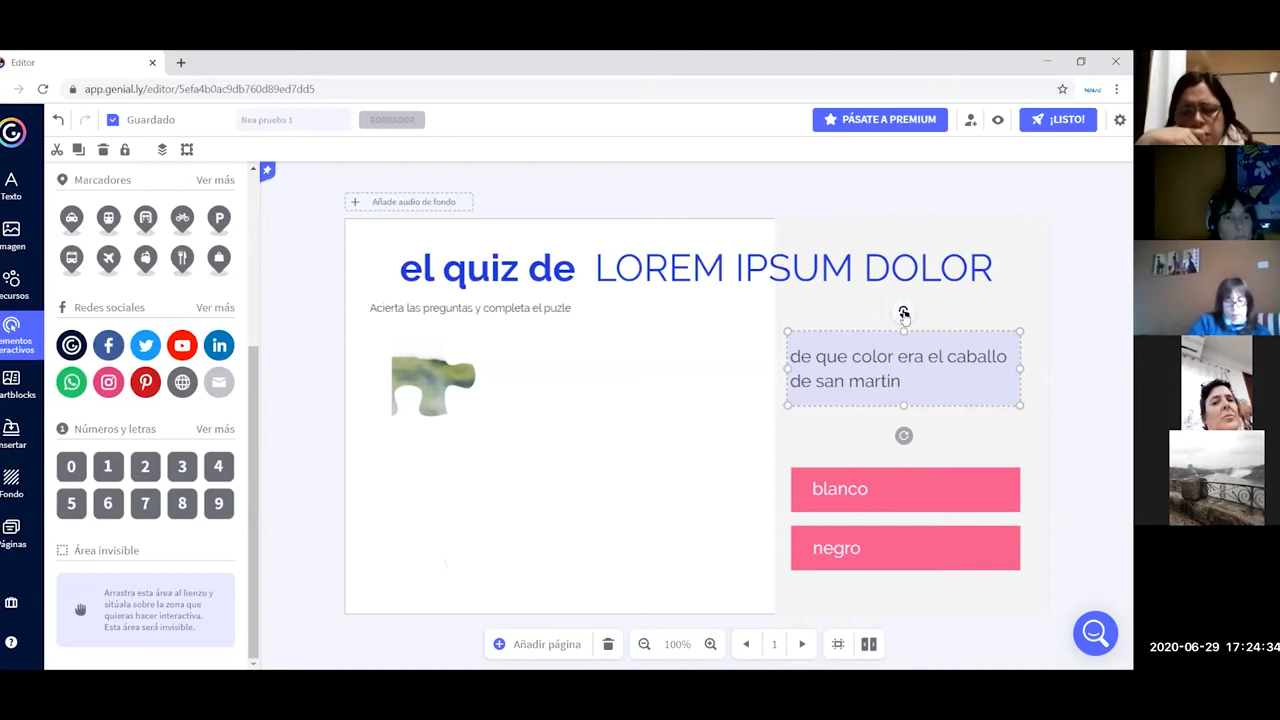 Editor
app.genial.ly/editor/5efa4b0ac9db760d89ed7dd5
Guardado
Nea prueba 1
BORRADOR
PÁSATE A PREMIUM
¡LISTO!
Texto
Imagen
Recursos
ementos
eractivos
artblocks
nsertar
Fondo
Páginas
Marcadores
Ver más
P
Redes sociales
Ver más
Números y letras
Ver más
0 1 2 3 4
5 6 7 8 9
Área invisible
Arrastra esta área al lienzo y
sitúala sobre la zona que
quieras hacer interactiva.
Esta área será invisible.
Añade audio de fondo
el quiz de LOREM IPSUM DOLOR
Acierta las preguntas y completa el puzle
de que color era el caballo
de san martin
blanco
negro
Añadir página
100%
1
2020-06-29 17:24:34